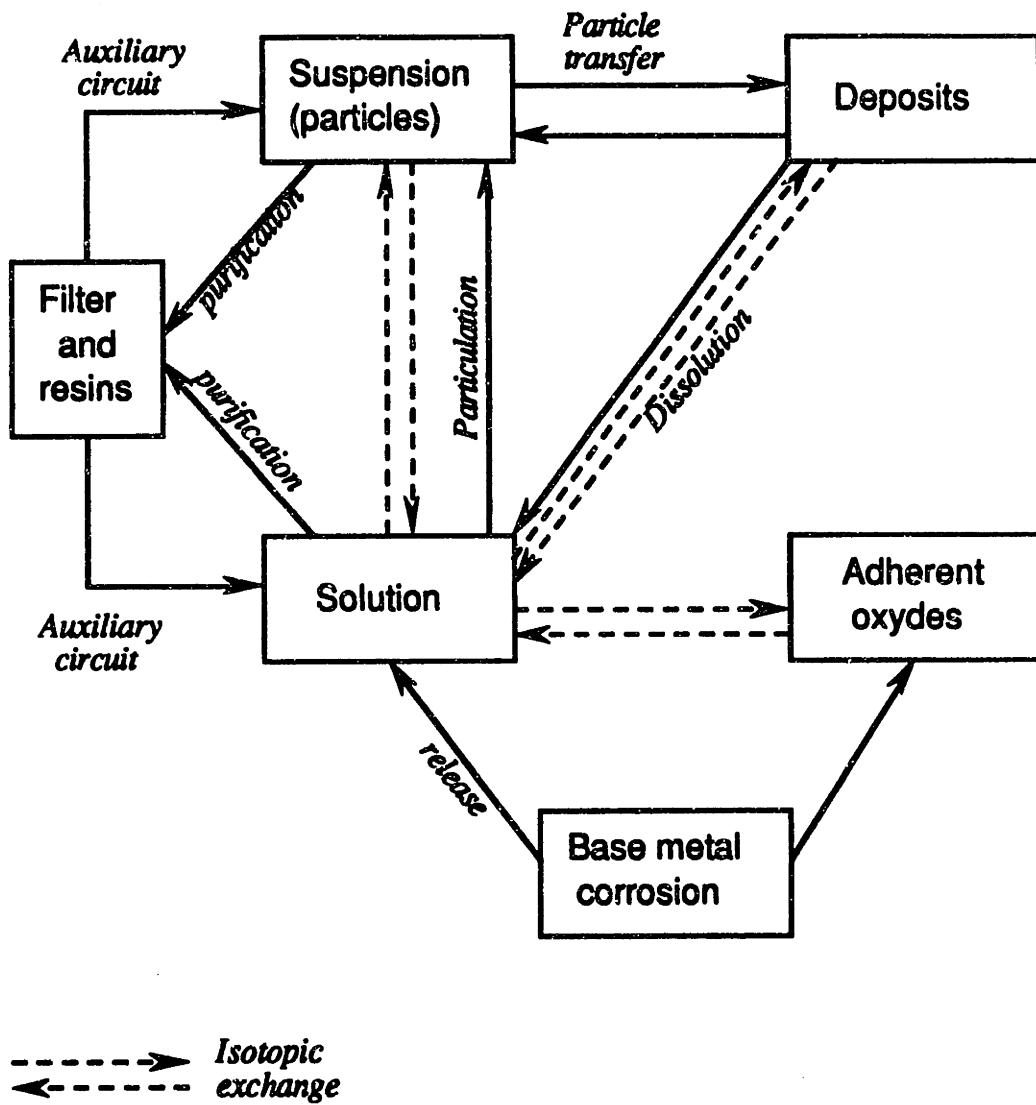 Auxiliary
circuit
Suspension
(particles)
Particle
transfer
Deposits
purification
Filter
and
resins
purification
Particulation
Dissolution
Solution
Adherent
oxydes
Auxiliary
circuit
release
Base metal
corrosion
Isotopic
exchange